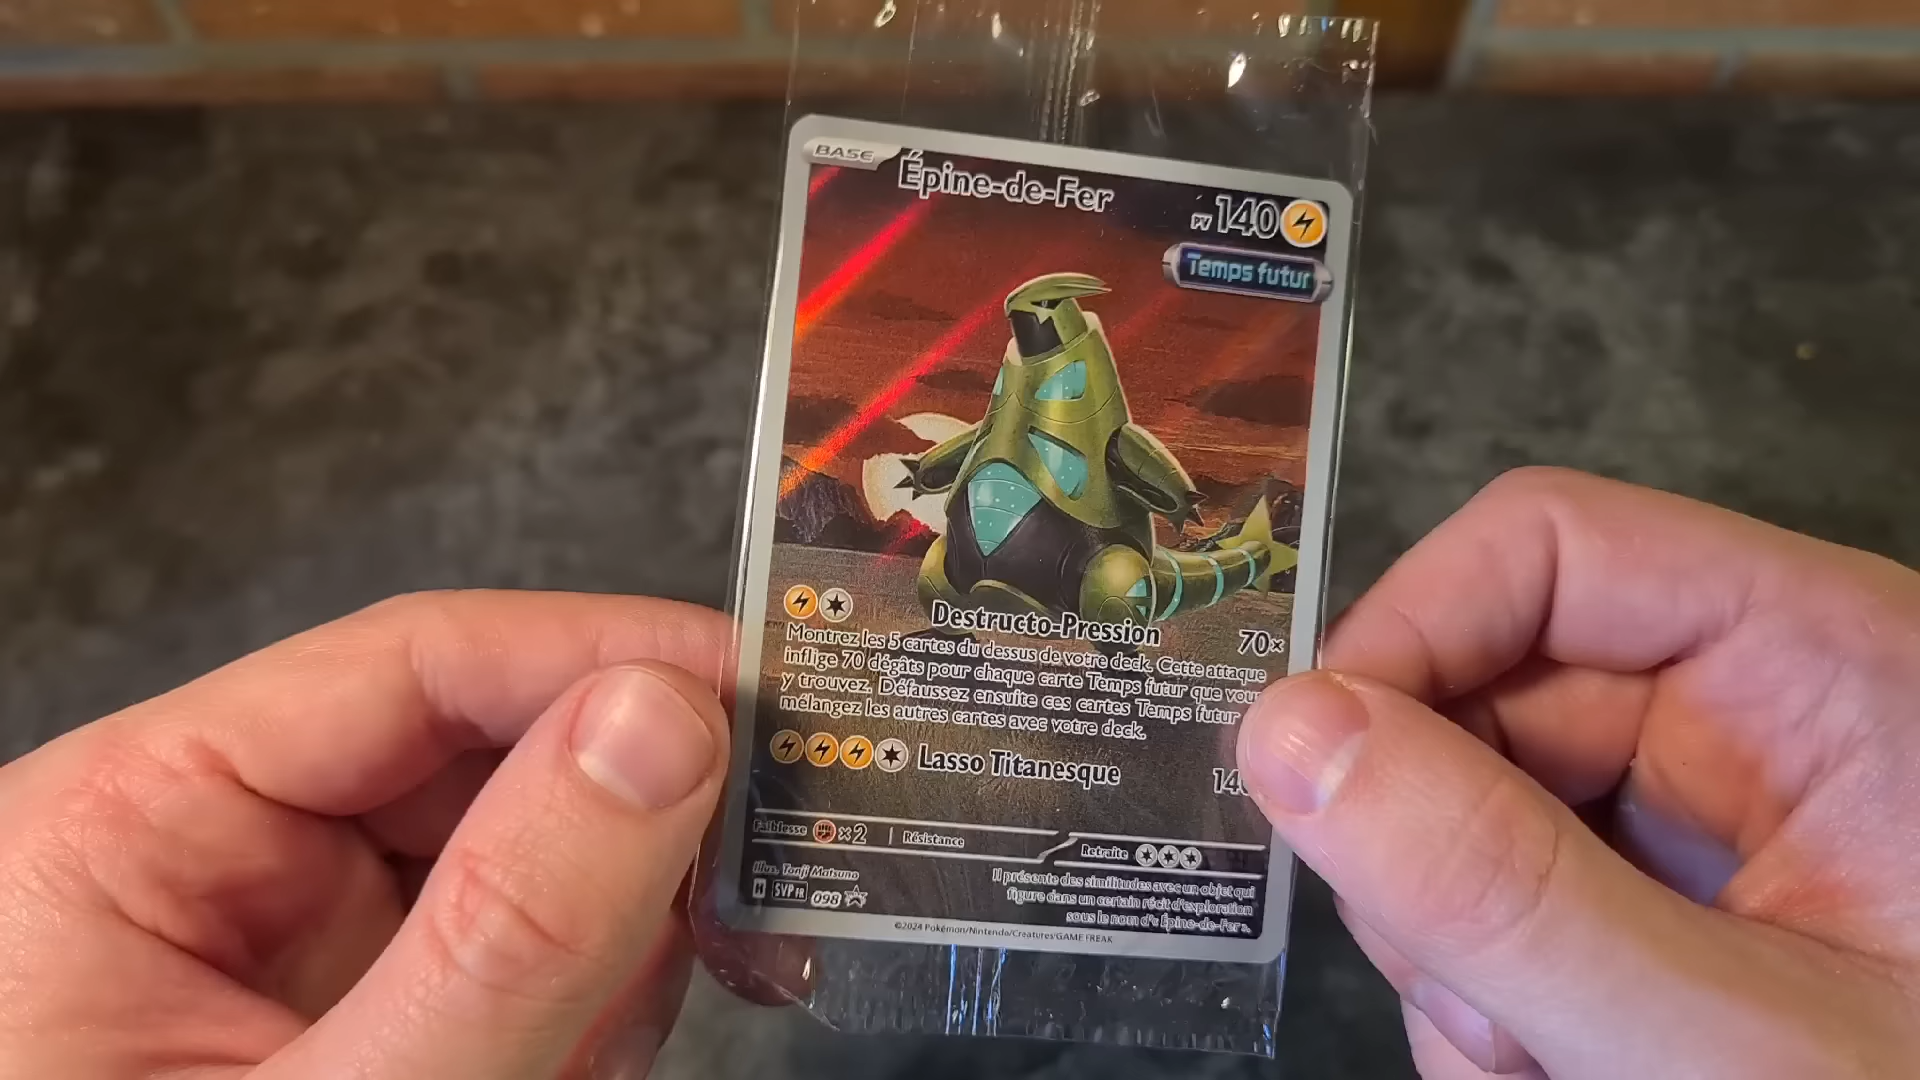 BASE
Épine-de-Fer
PV 140
Temps futur
Destructo-Pression 70×
Montrez les 5 cartes du dessus de votre deck. Cette attaque
inflige 70 dégâts pour chaque carte Temps futur que vous
y trouvez. Défaussez ensuite ces cartes Temps futur
mélangez les autres cartes avec votre deck.
Lasso Titanesque
Faiblesse ×2 Résistance
Retraite
Illus. Tonji Matsuno
H SVP FR 098
Il présente des similitudes avec un objet qui
figure dans un certain récit d'exploration
sous le nom d'« Épine-de-Fer ».
©2024 Pokémon/Nintendo/Creatures/GAME FREAK